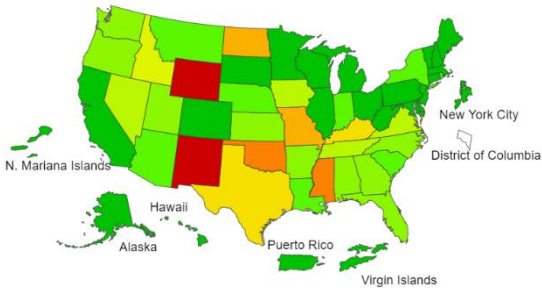 New York City
District of Columbia
N. Mariana Islands
Hawaii
Alaska
Puerto Rico
Virgin Islands